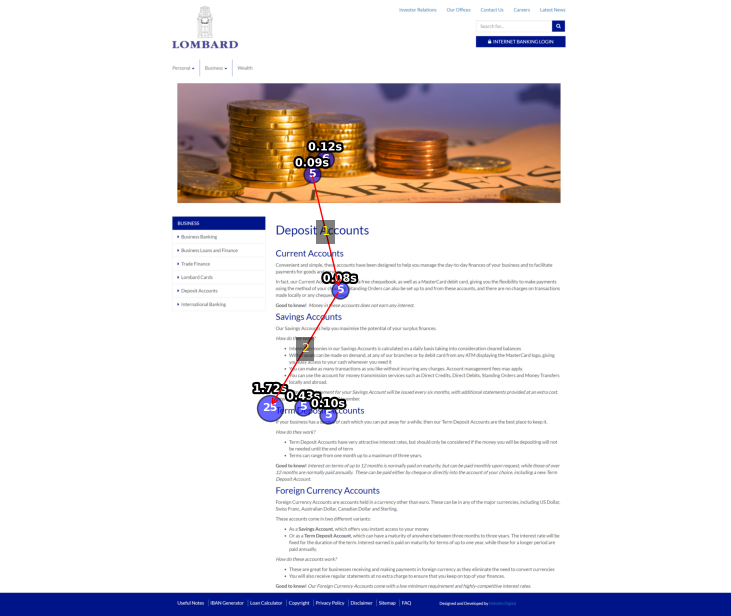 Investor Relations Our Offices Contact Us Careers Latest News
LOMBARD
Search for...
INTERNET BANKING LOGIN
Personal Business Wealth
0.12s
6
0.09s
5
BUSINESS
Business Banking
Business Loans and Finance
Trade Finance
Lombard Cards
Deposit Accounts
International Banking
Deposit Accounts
1
Current Accounts
Convenient and simple, these accounts have been designed to help you manage the day-to-day finances of your business and to facilitate
payments for goods and
0.08s
5
In fact, our Current free chequebook, as well as a MasterCard debit card, giving you the flexibility to make payments
using the method of your Standing Orders can also be set up to and from these accounts, and there are no charges on transactions
made locally or any cheque
Good to know! Money in these accounts does not earn any interest.
Savings Accounts
Our Savings Accounts help you maximise the potential of your surplus finances.
How do they work?
2
Interest monies in our Savings Accounts is calculated on a daily basis taking into consideration cleared balances
can be made on demand, at any of our branches or by debit card from any ATM displaying the MasterCard logo, giving
you easy access to your cash whenever you need it
You can make as many transactions as you like without incurring any charges. Account management fees may apply.
You can use the account for money transmission services such as Direct Credits, Direct Debits, Standing Orders and Money Transfers
locally and abroad.
for your Savings Account will be issued every six months, with additional statements provided at an extra cost.
1.72s
25
0.43s
5
0.10s
5
Term Deposit Accounts
If your business has a of cash which you can put away for a while, then our Term Deposit Accounts are the best place to keep it.
How do they work?
Term Deposit Accounts have very attractive interest rates, but should only be considered if the money you will be depositing will not
be needed until the end of term
Terms can range from one month up to a maximum of three years.
Good to know! Interest on terms of up to 12 months is normally paid on maturity, but can be paid monthly upon request, while those of over
12 months are normally paid annually. These can be paid either by cheque or directly into the account of your choice, including a new Term
Deposit Account.
Foreign Currency Accounts
Foreign Currency Accounts are accounts held in a currency other than euro. These can be in any of the major currencies, including US Dollar,
Swiss Franc, Australian Dollar, Canadian Dollar and Sterling.
These accounts come in two different variants:
As a Savings Account, which offers you instant access to your money
Or as a Term Deposit Account, which can have a maturity of anywhere between three months to three years. The interest rate will be
fixed for the duration of the term. Interest earned is paid on maturity for terms of up to one year, while those for a longer period are
paid annually.
How do these accounts work?
These are great for businesses receiving and making payments in foreign currency as they eliminate the need to convert currencies
You will also receive regular statements at no extra charge to ensure that you keep on top of your finances.
Good to know! Our Foreign Currency Accounts come with a low minimum requirement and highly-competitive interest rates.
Useful Notes | IBAN Generator | Loan Calculator | Copyright | Privacy Policy | Disclaimer | Sitemap | FAQ Designed and Developed by